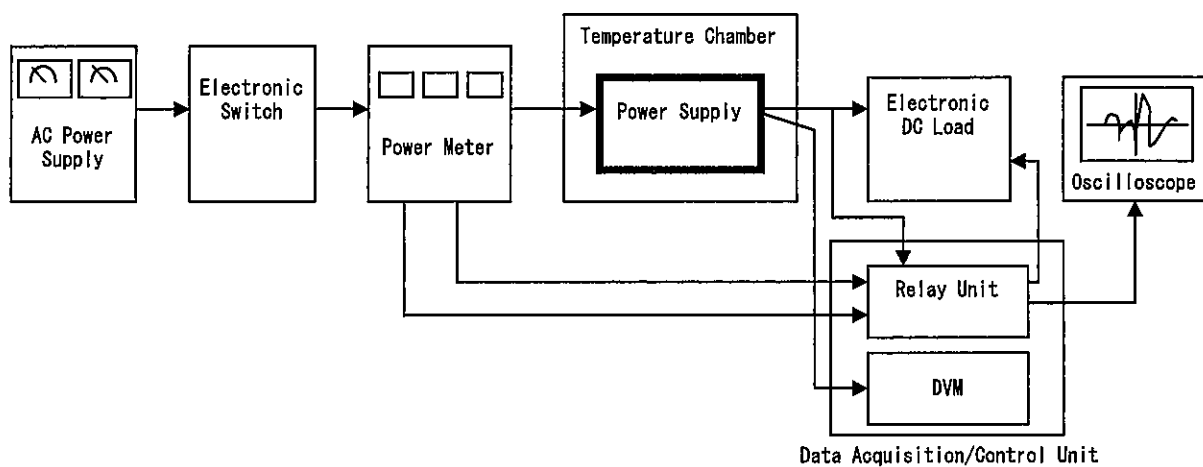 AC Power
Supply
Electronic
Switch
Power Meter
Temperature Chamber
Power Supply
Electronic
DC Load
Oscilloscope
Relay Unit
DVM
Data Acquisition/Control Unit